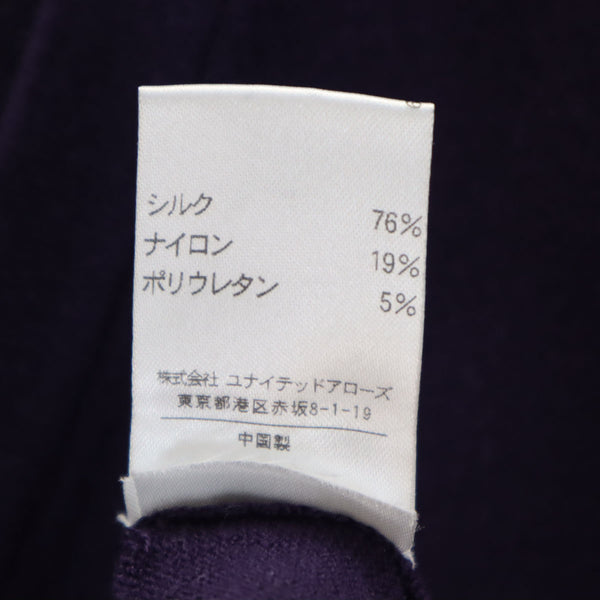 シルク 76%
ナイロン 19%
ポリウレタン 5%
株式会社 ユナイテッドアローズ
東京都港区赤坂8-1-19
中国製